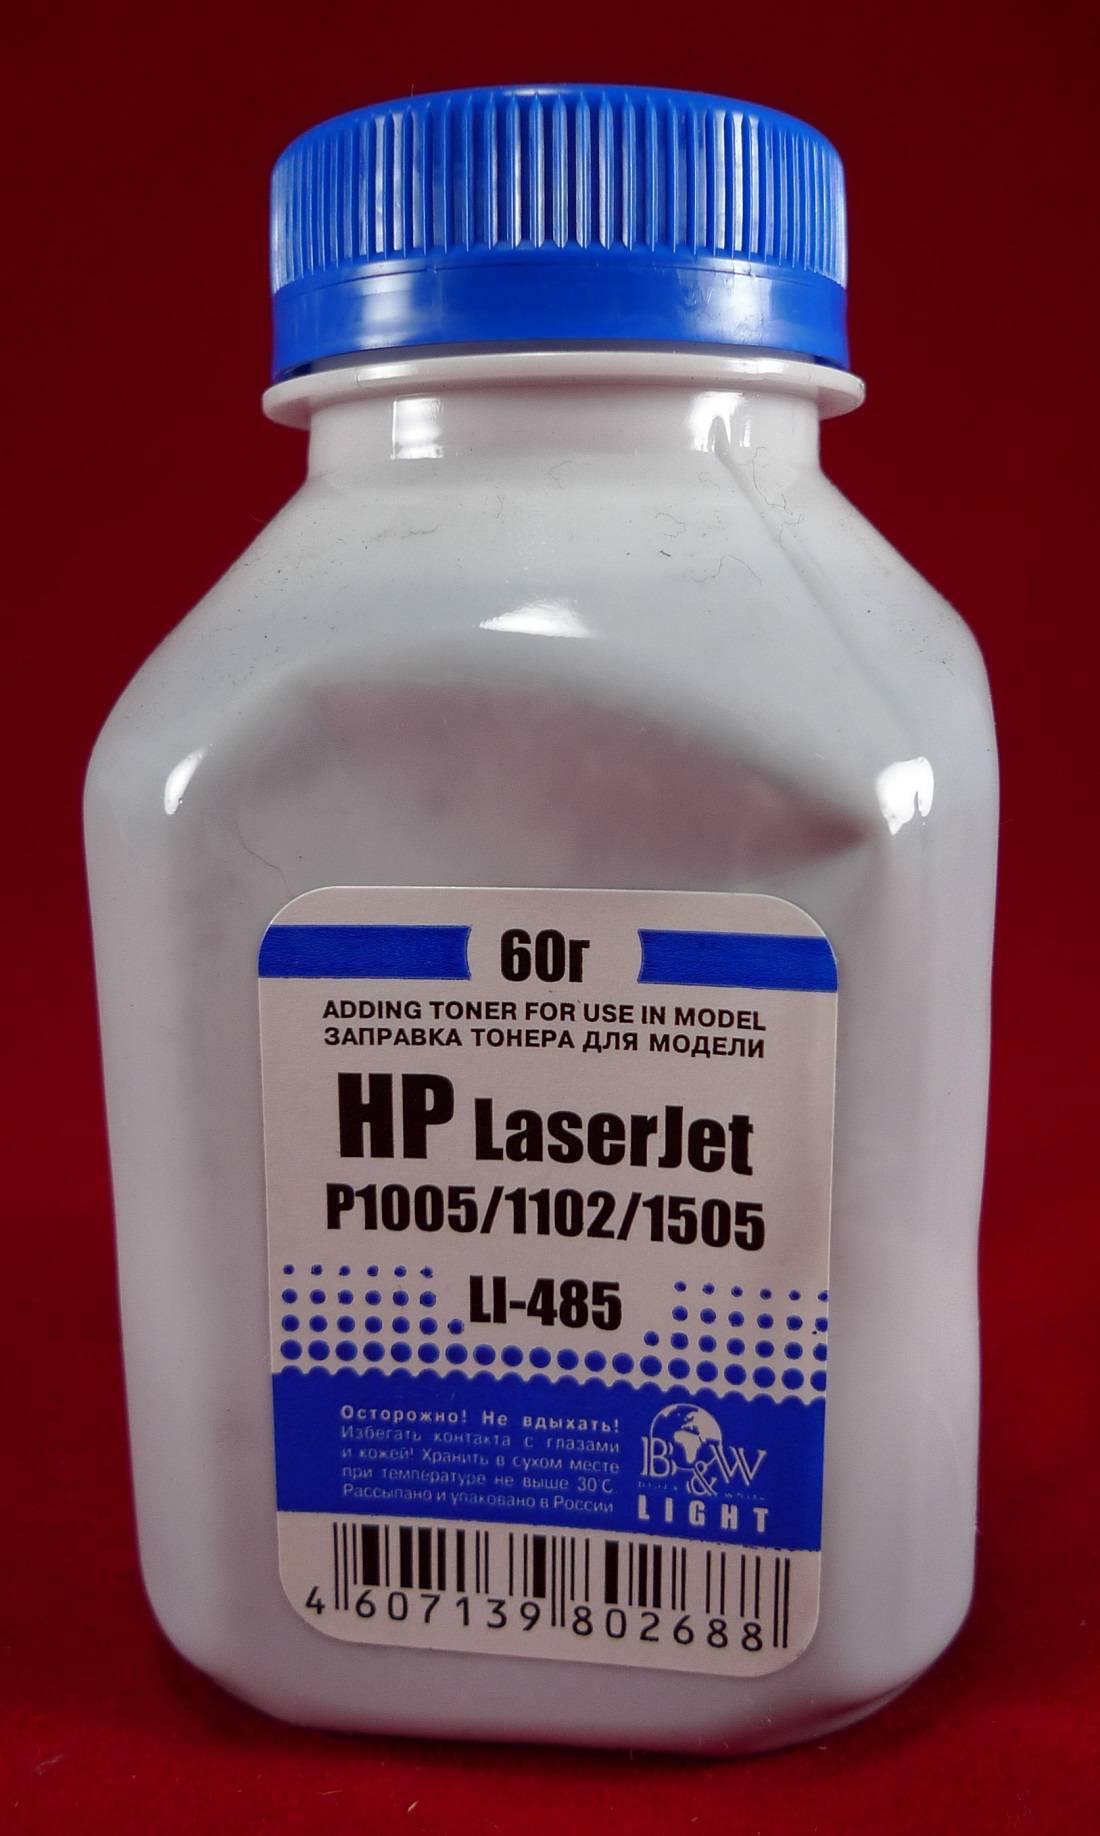 60г
ADDING TONER FOR USE IN MODEL
ЗАПРАВКА ТОНЕРА ДЛЯ МОДЕЛИ
HP LaserJet
P1005/1102/1505
LI-485
Осторожно! Не вдыхать!
Избегать контакта с глазами
и кожей! Хранить в сухом месте
при температуре не выше 30°С
Рассыпано и упаковано в России
B&W
LIGHT
4 607139 802688